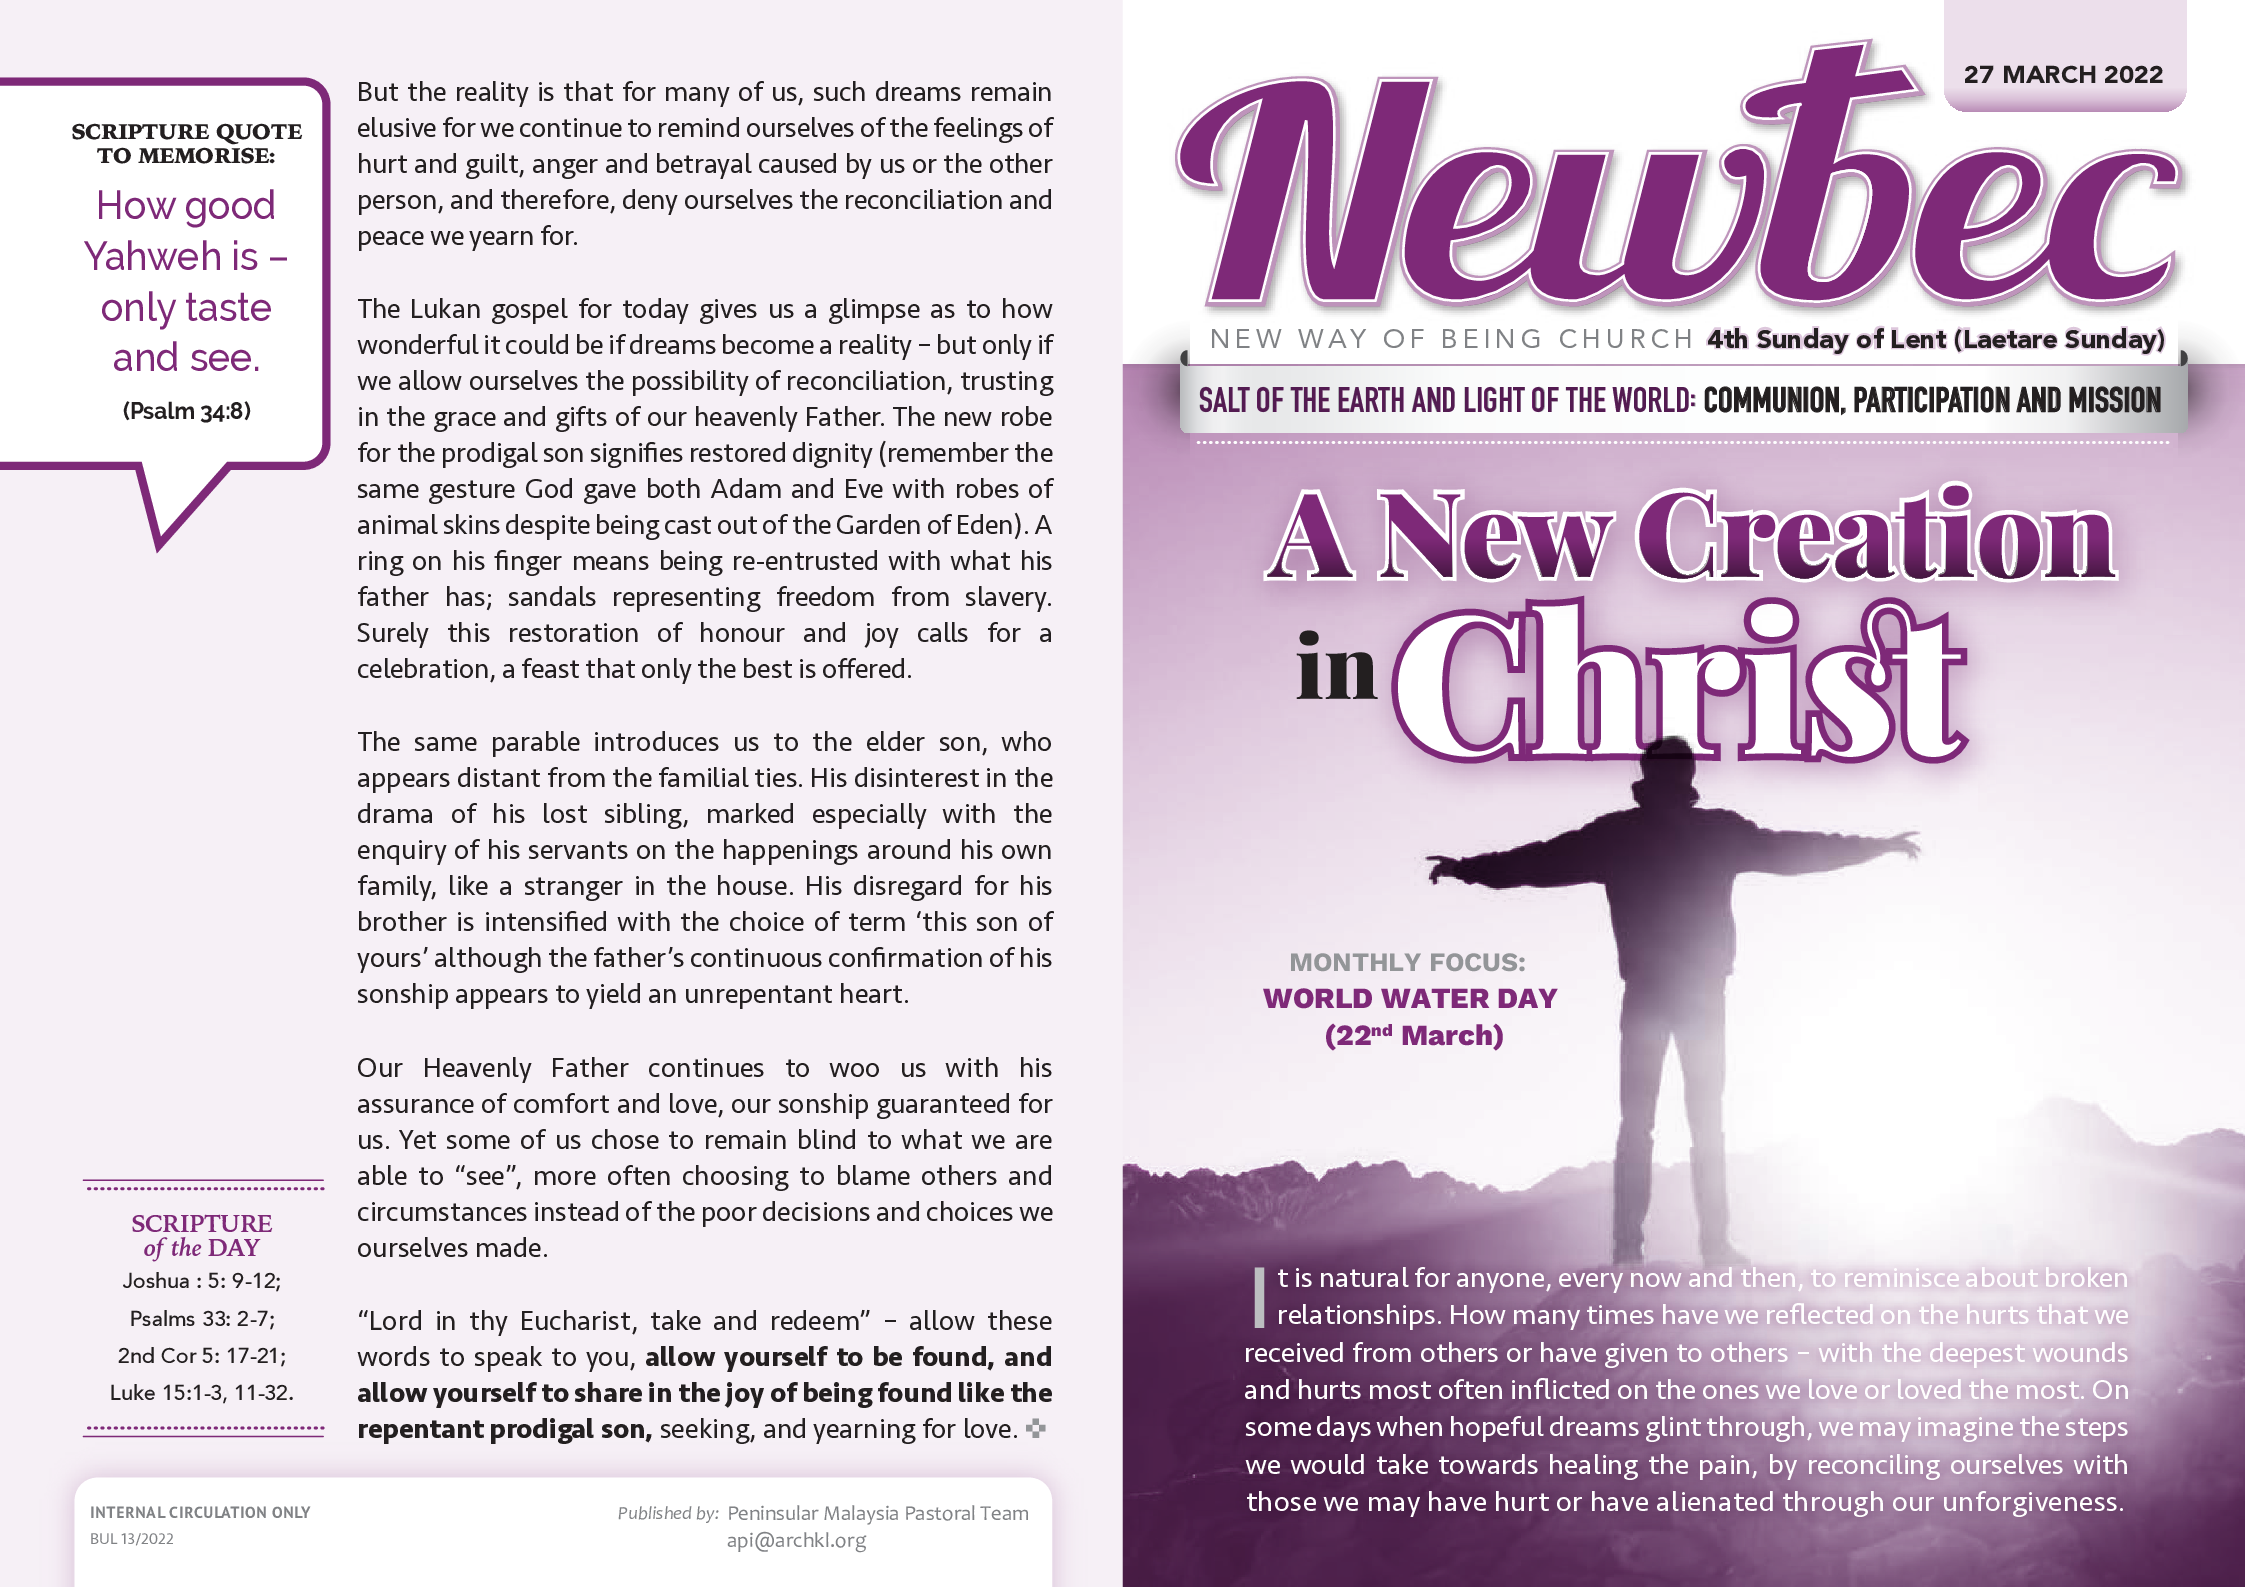 SCRIPTURE QUOTE
TO MEMORISE:
How good
Yahweh is –
only taste
and see.
(Psalm 34:8)
SCRIPTURE
of the DAY
Joshua : 5: 9-12;
Psalms 33: 2-7;
2nd Cor 5: 17-21;
Luke 15:1-3, 11-32.
But the reality is that for many of us, such dreams remain
elusive for we continue to remind ourselves of the feelings of
hurt and guilt, anger and betrayal caused by us or the other
person, and therefore, deny ourselves the reconciliation and
peace we yearn for.
The Lukan gospel for today gives us a glimpse as to how
wonderful it could be if dreams become a reality – but only if
we allow ourselves the possibility of reconciliation, trusting
in the grace and gifts of our heavenly Father. The new robe
for the prodigal son signifies restored dignity (remember the
same gesture God gave both Adam and Eve with robes of
animal skins despite being cast out of the Garden of Eden). A
ring on his finger means being re-entrusted with what his
father has; sandals representing freedom from slavery.
Surely this restoration of honour and joy calls for a
celebration, a feast that only the best is offered.
The same parable introduces us to the elder son, who
appears distant from the familial ties. His disinterest in the
drama of his lost sibling, marked especially with the
enquiry of his servants on the happenings around his own
family, like a stranger in the house. His disregard for his
brother is intensified with the choice of term ‘this son of
yours’ although the father’s continuous confirmation of his
sonship appears to yield an unrepentant heart.
Our Heavenly Father continues to woo us with his
assurance of comfort and love, our sonship guaranteed for
us. Yet some of us chose to remain blind to what we are
able to “see”, more often choosing to blame others and
circumstances instead of the poor decisions and choices we
ourselves made.
“Lord in thy Eucharist, take and redeem” – allow these
words to speak to you, allow yourself to be found, and
allow yourself to share in the joy of being found like the
repentant prodigal son, seeking, and yearning for love.
INTERNAL CIRCULATION ONLY
BUL 13/2022
Published by: Peninsular Malaysia Pastoral Team
api@archkl.org
27 MARCH 2022
Newbec
NEW WAY OF BEING CHURCH 4th Sunday of Lent (Laetare Sunday)
SALT OF THE EARTH AND LIGHT OF THE WORLD: COMMUNION, PARTICIPATION AND MISSION
A New Creation
in Christ
MONTHLY FOCUS:
WORLD WATER DAY
(22nd March)
It is natural for anyone, every now and then, to reminisce about broken
relationships. How many times have we reflected on the hurts that we
received from others or have given to others – with the deepest wounds
and hurts most often inflicted on the ones we love or loved the most. On
some days when hopeful dreams glint through, we may imagine the steps
we would take towards healing the pain, by reconciling ourselves with
those we may have hurt or have alienated through our unforgiveness.